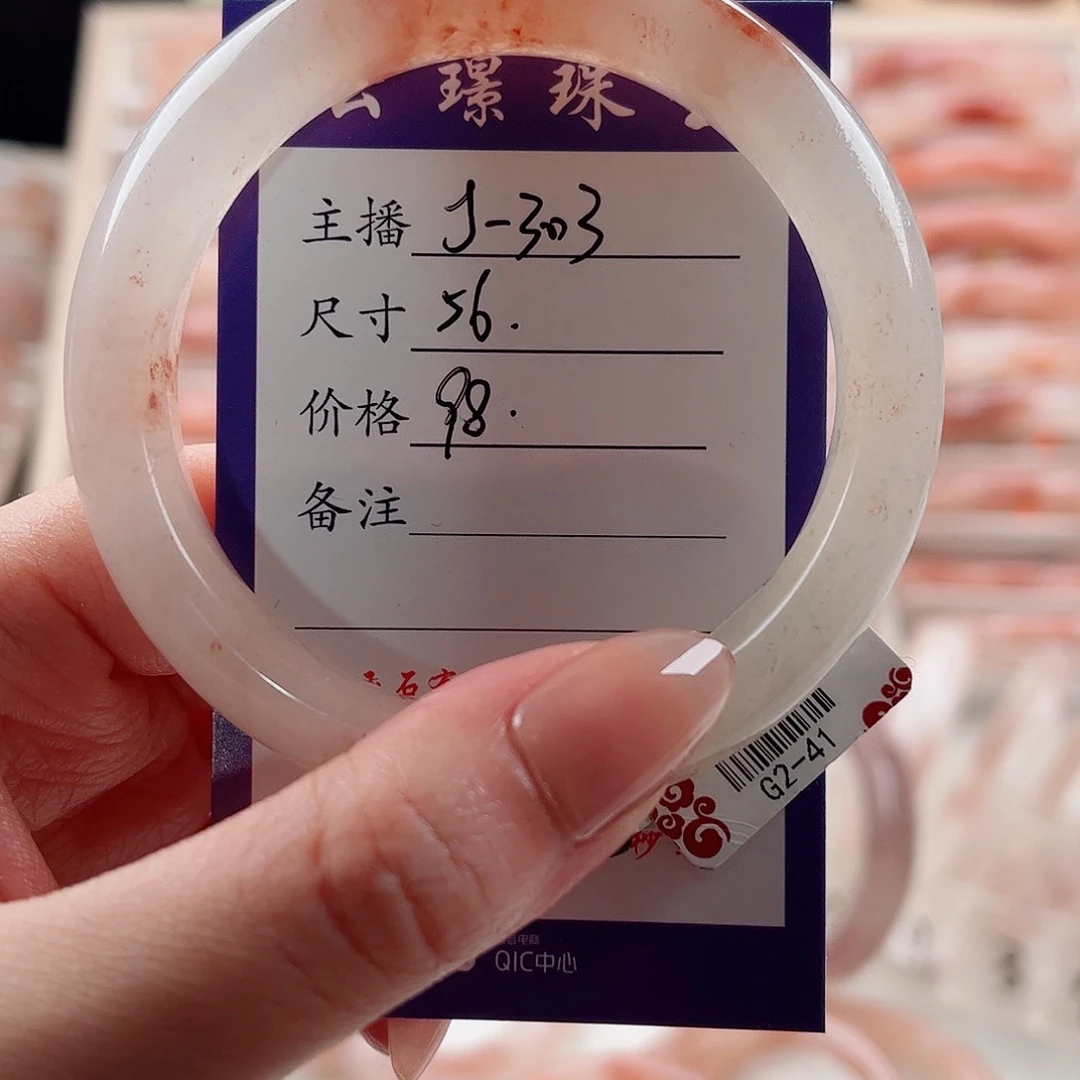 璟珠
主播 J-303
尺寸 56.
价格 98.
备注
石
G2-41
QIC中心